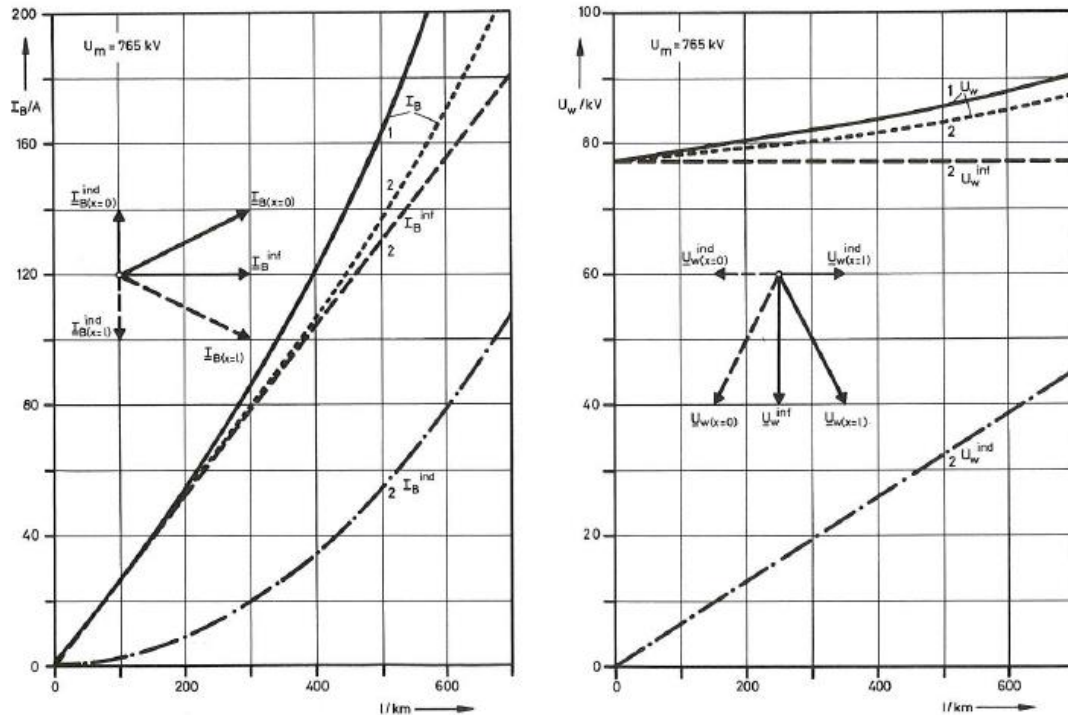 200
U_m = 765 kV
I_B/A
160
I_B
1
2
I_B^inf
2
I_B(x=0)^ind
I_B(x=0)
120
I_B^inf
I_B(x=l)^ind
I_B(x=l)
80
2 I_B^ind
40
0
0 200 400 600
l/km
100
U_m = 765 kV
U_w/kV
1 U_w
2
80
2 U_w^inf
U_w(x=0)^ind U_w(x=l)^ind
60
U_w(x=0) U_w^inf U_w(x=l)
40
2 U_w^ind
20
0
0 200 400 600
l/km